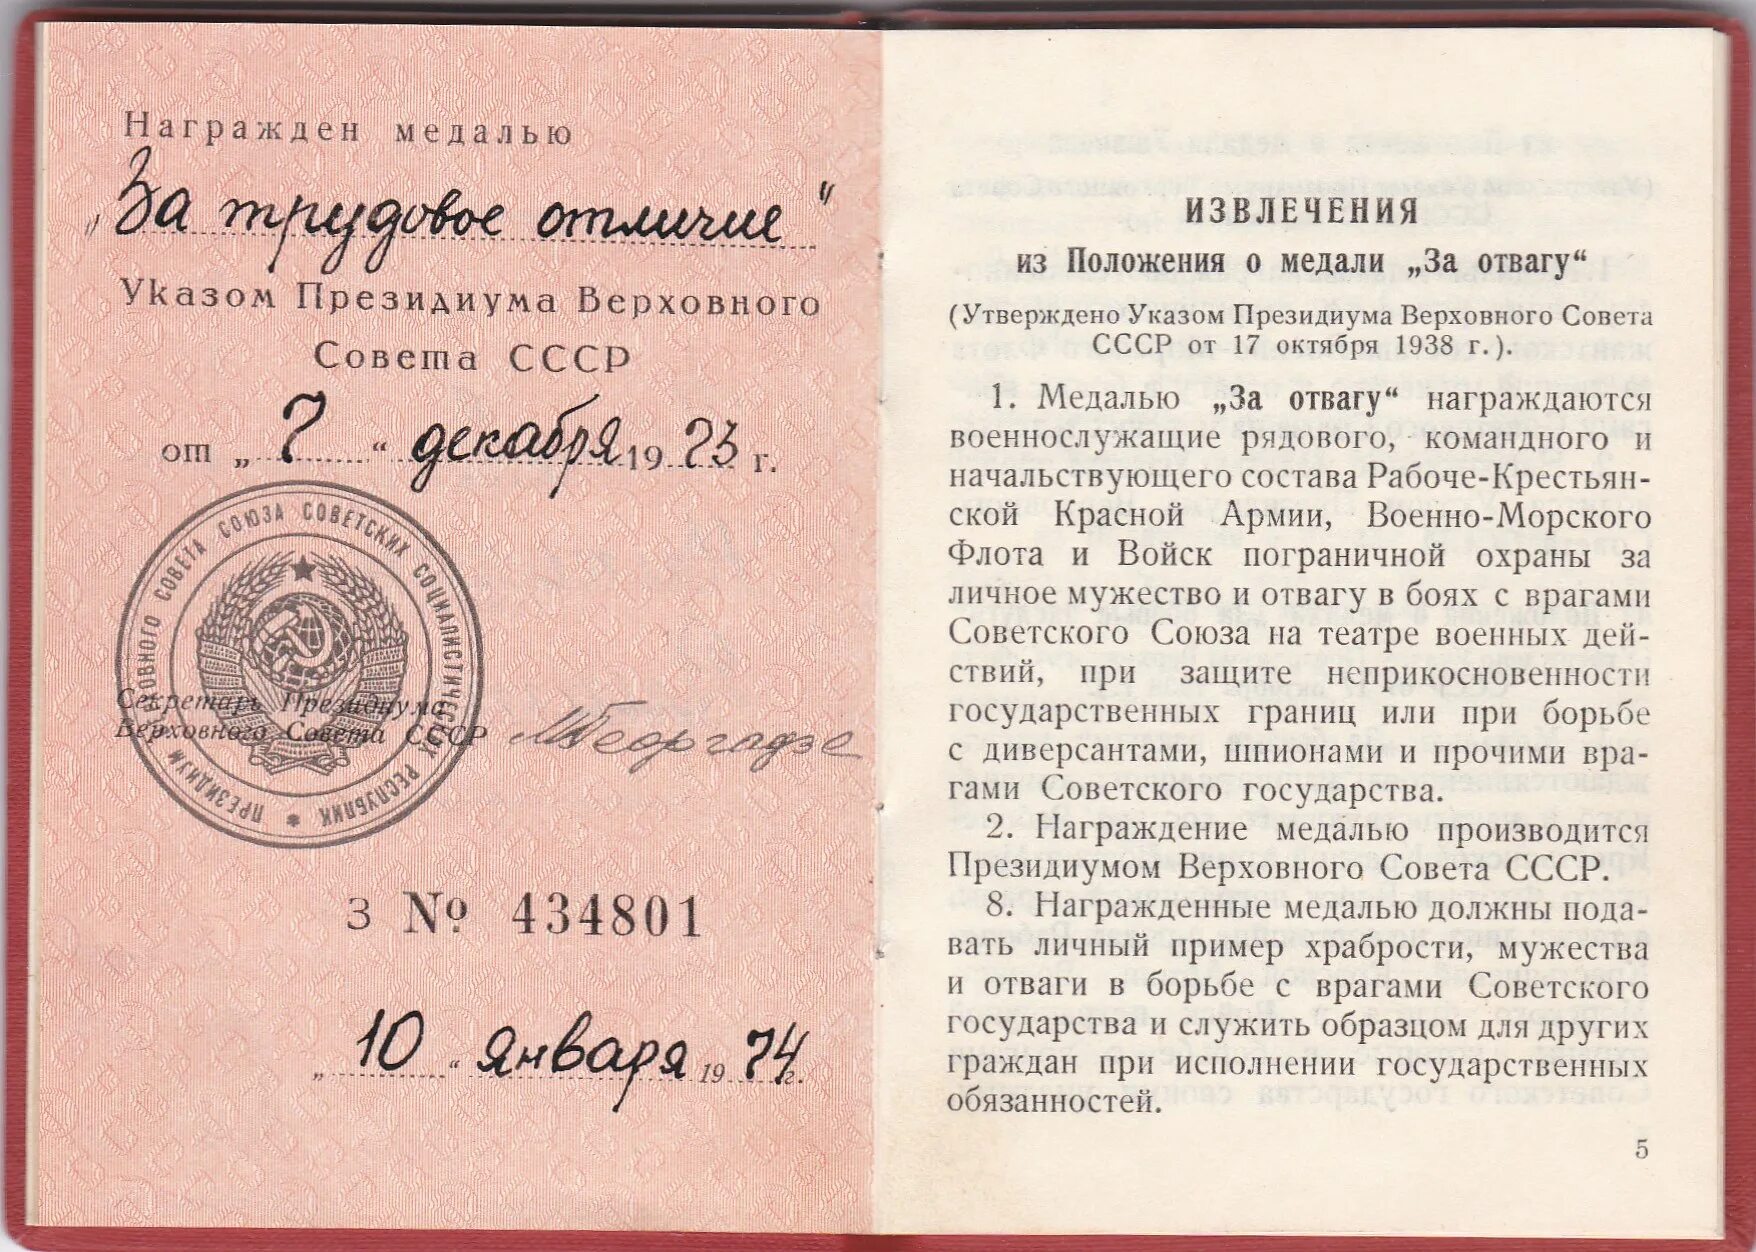 Награжден медалью
„За трудовое отличие"
Указом Президиума Верховного
Совета СССР
от „7“ декабря 1973 г.
ПРЕЗИДИУМ ВЕРХОВНОГО СОВЕТА СОЮЗА СОВЕТСКИХ СОЦИАЛИСТИЧЕСКИХ РЕСПУБЛИК *
Секретарь Президиума
Верховного Совета СССР МГеоргадзе
З № 434801
„10“ января 1974 г.
ИЗВЛЕЧЕНИЯ
из Положения о медали „За отвагу“
(Утверждено Указом Президиума Верховного Совета
СССР от 17 октября 1938 г.).
1. Медалью „За отвагу“ награждаются
военнослужащие рядового, командного и
начальствующего состава Рабоче-Крестьян-
ской Красной Армии, Военно-Морского
Флота и Войск пограничной охраны за
личное мужество и отвагу в боях с врагами
Советского Союза на театре военных дей-
ствий, при защите неприкосновенности
государственных границ или при борьбе
с диверсантами, шпионами и прочими вра-
гами Советского государства.
2. Награждение медалью производится
Президиумом Верховного Совета СССР.
8. Награжденные медалью должны пода-
вать личный пример храбрости, мужества
и отваги в борьбе с врагами Советского
государства и служить образцом для других
граждан при исполнении государственных
обязанностей.
5